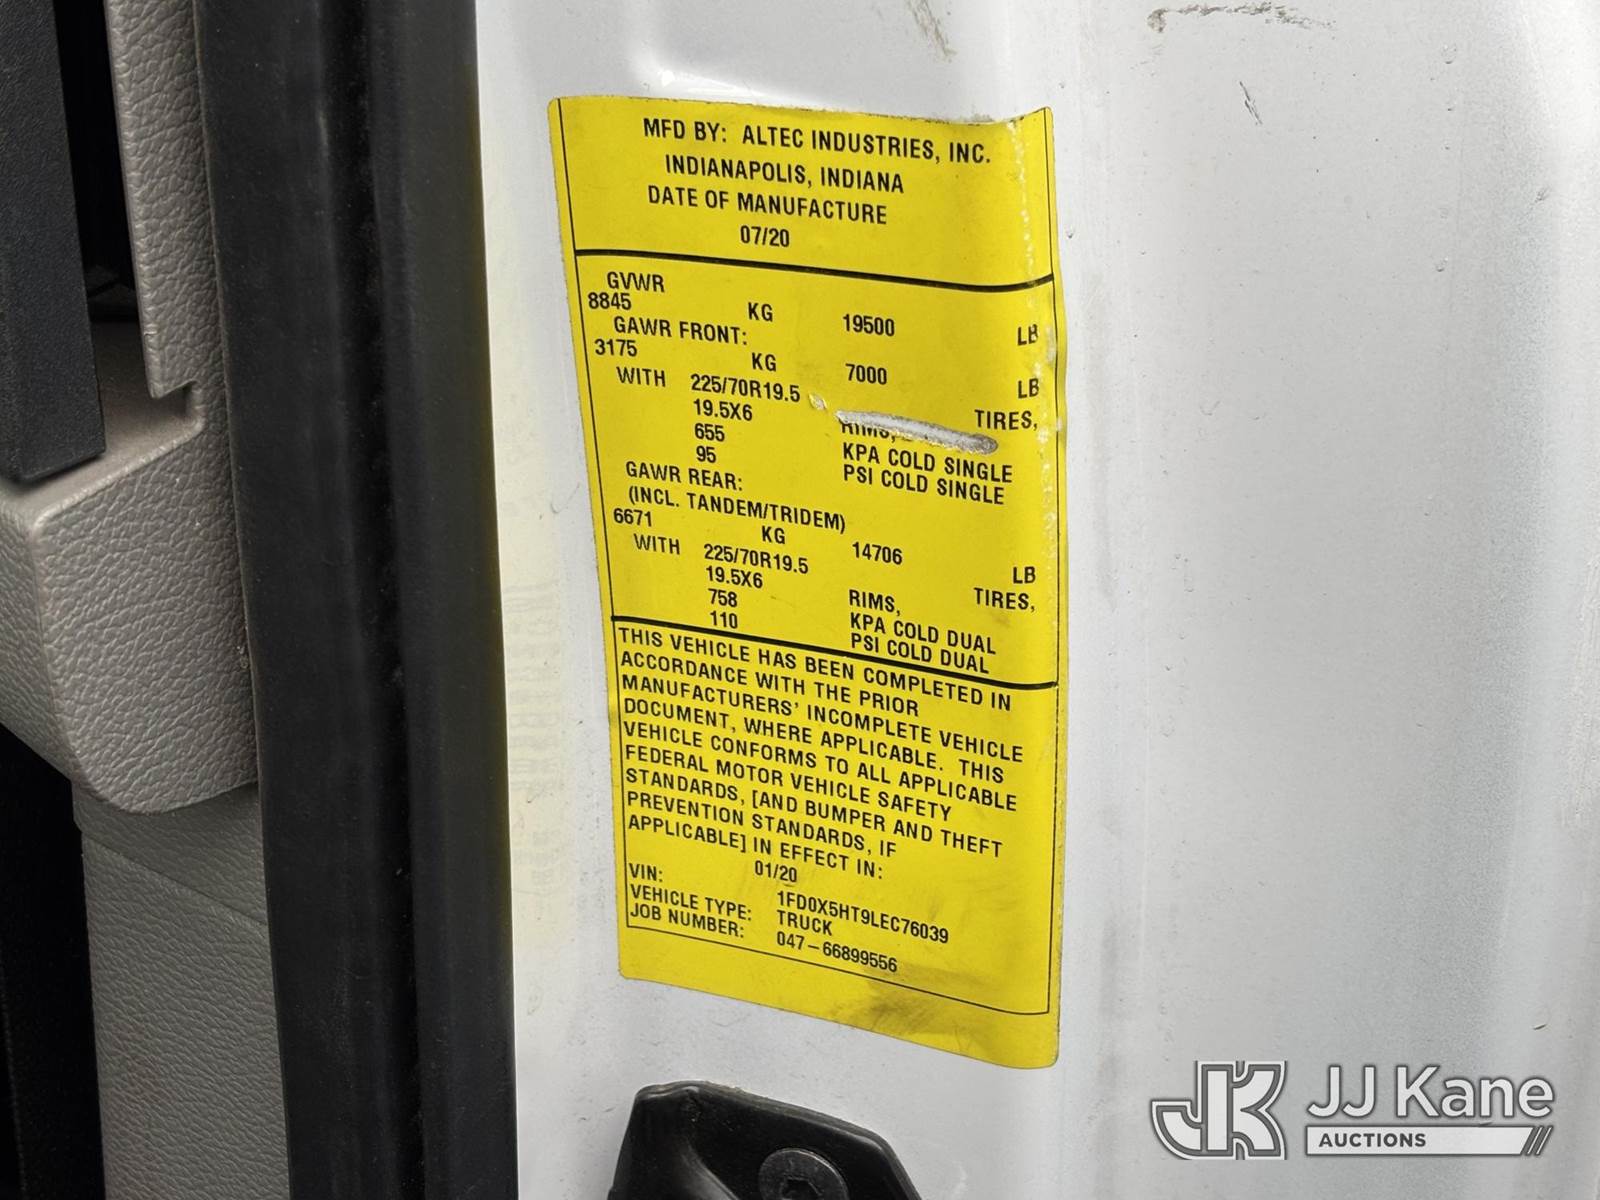 MFD BY: ALTEC INDUSTRIES, INC.
INDIANAPOLIS, INDIANA
DATE OF MANUFACTURE
07/20
GVWR
8845 KG 19500 LB
GAWR FRONT:
3175 KG 7000 LB
WITH 225/70R19.5 TIRES,
19.5X6 RIMS,
655 KPA COLD SINGLE
95 PSI COLD SINGLE
GAWR REAR:
(INCL. TANDEM/TRIDEM)
6671 KG 14706 LB
WITH 225/70R19.5 TIRES,
19.5X6 RIMS,
758 KPA COLD DUAL
110 PSI COLD DUAL
THIS VEHICLE HAS BEEN COMPLETED IN
ACCORDANCE WITH THE PRIOR
MANUFACTURERS' INCOMPLETE VEHICLE
DOCUMENT, WHERE APPLICABLE. THIS
VEHICLE CONFORMS TO ALL APPLICABLE
FEDERAL MOTOR VEHICLE SAFETY
STANDARDS, [AND BUMPER AND THEFT
PREVENTION STANDARDS, IF
APPLICABLE] IN EFFECT IN:
01/20
VIN: 1FD0X5HT9LEC76039
VEHICLE TYPE: TRUCK
JOB NUMBER: 047-66899556
JK JJ Kane
AUCTIONS